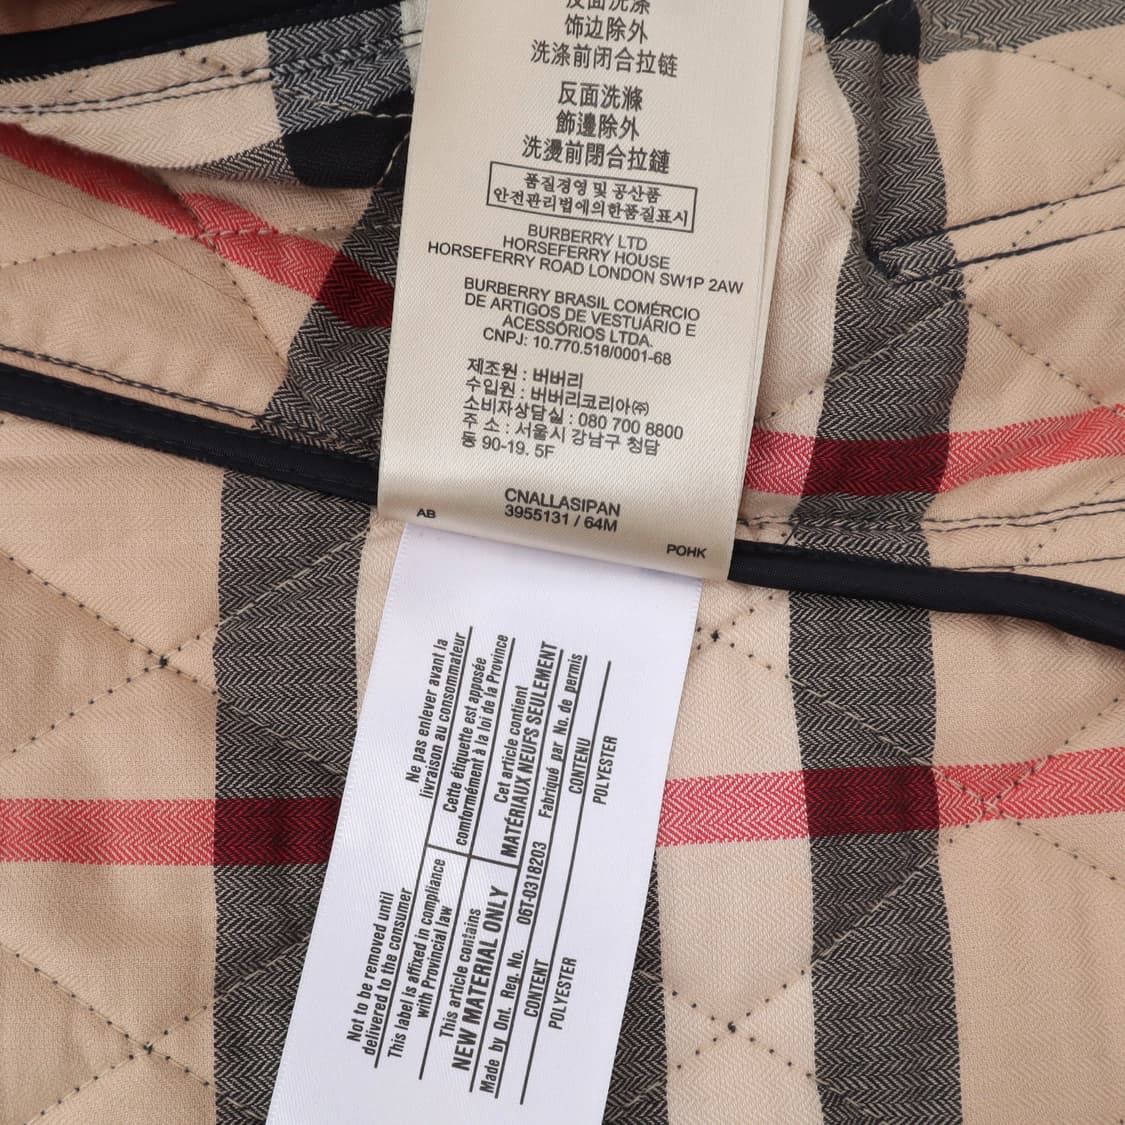 反面洗涤
饰边除外
洗涤前闭合拉链
反面洗滌
飾邊除外
洗燙前閉合拉鏈
품질경영 및 공산품
안전관리법에의한품질표시
BURBERRY LTD
HORSEFERRY HOUSE
HORSEFERRY ROAD LONDON SW1P 2AW
BURBERRY BRASIL COMÉRCIO
DE ARTIGOS DE VESTUÁRIO E
ACESSÓRIOS LTDA.
CNPJ: 10.770.518/0001-68
제조원 : 버버리
수입원 : 버버리코리아㈜
소비자상담실 : 080 700 8800
주 소 : 서울시 강남구 청담
동 90-19. 5F
CNALLASIPAN
3955131 / 64M
AB
POHK
Not to be removed until
delivered to the consumer
This label is affixed in compliance
with Provincial law
This article contains
NEW MATERIAL ONLY
Made by Ont. Reg. No. 06T-0318203
CONTENT
POLYESTER
Ne pas enlever avant la
livraison au consommateur
Cette étiquette est apposée
comformément à la loi de la Province
Cet article contient
MATÉRIAUX NEUFS SEULEMENT
Fabriqué par No. de permis
CONTENU
POLYESTER